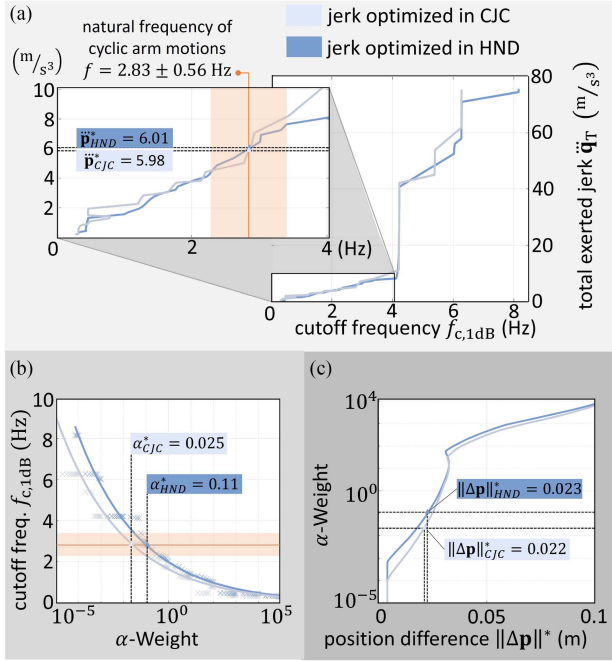 (a)
natural frequency of
cyclic arm motions
f = 2.83 ± 0.56 Hz
jerk optimized in CJC
jerk optimized in HND
(m/s³)
10
8
6
4
2
0
2
4 (Hz)
p⃛*HND = 6.01
p⃛*CJC = 5.98
total exerted jerk q⃛T (m/s³)
80
60
40
20
0
0
2
4
6
8
cutoff frequency fc,1dB (Hz)
(b)
cutoff freq. fc,1dB (Hz)
10
8
6
4
2
0
α*CJC = 0.025
α*HND = 0.11
10⁻⁵
10⁰
10⁵
α-Weight
(c)
α-Weight
10⁴
10⁰
10⁻⁵
‖Δp‖*HND = 0.023
‖Δp‖*CJC = 0.022
0
0.05
0.1
position difference ‖Δp‖* (m)